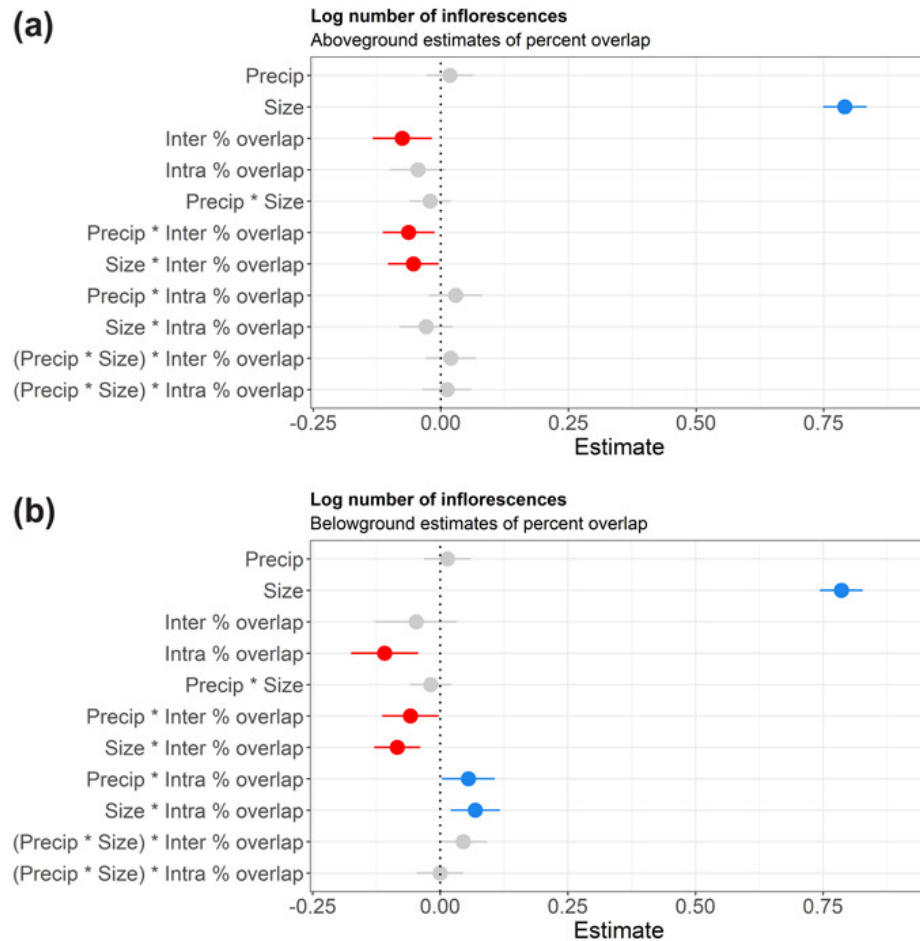 (a)
Log number of inflorescences
Aboveground estimates of percent overlap
Precip
Size
Inter % overlap
Intra % overlap
Precip * Size
Precip * Inter % overlap
Size * Inter % overlap
Precip * Intra % overlap
Size * Intra % overlap
(Precip * Size) * Inter % overlap
(Precip * Size) * Intra % overlap
-0.25 0.00 0.25 0.50 0.75
Estimate
(b)
Log number of inflorescences
Belowground estimates of percent overlap
Precip
Size
Inter % overlap
Intra % overlap
Precip * Size
Precip * Inter % overlap
Size * Inter % overlap
Precip * Intra % overlap
Size * Intra % overlap
(Precip * Size) * Inter % overlap
(Precip * Size) * Intra % overlap
-0.25 0.00 0.25 0.50 0.75
Estimate